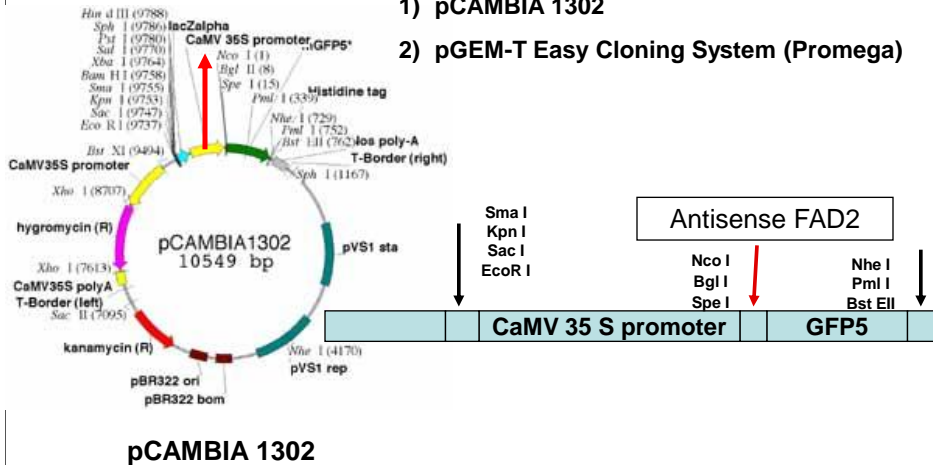 1) pCAMBIA 1302
2) pGEM-T Easy Cloning System (Promega)
Hin d III (9788)
Sph I (9786)
lacZalpha
Pst I (9780)
Sal I (9770)
Xba I (9764)
Bam H I (9758)
Sma I (9755)
Kpn I (9753)
Sac I (9747)
Eco R I (9737)
CaMV 35S promoter
mGFP5*
Nco I (1)
Bgl II (8)
Spe I (15)
Pml I (339)
Histidine tag
Nhe I (729)
Pml I (752)
Bst EII (762)
Nos poly-A
T-Border (right)
Sph I (1167)
Bst XI (9494)
CaMV35S promoter
Xho I (8707)
hygromycin (R)
Xho I (7613)
CaMV35S polyA
T-Border (left)
Sac II (7095)
kanamycin (R)
pBR322 ori
pBR322 bom
pVS1 sta
Nhe I (4170)
pVS1 rep
pCAMBIA1302
10549 bp
Sma I
Kpn I
Sac I
EcoR I
Antisense FAD2
Nco I
Bgl I
Spe I
Nhe I
Pml I
Bst EII
CaMV 35 S promoter
GFP5
pCAMBIA 1302